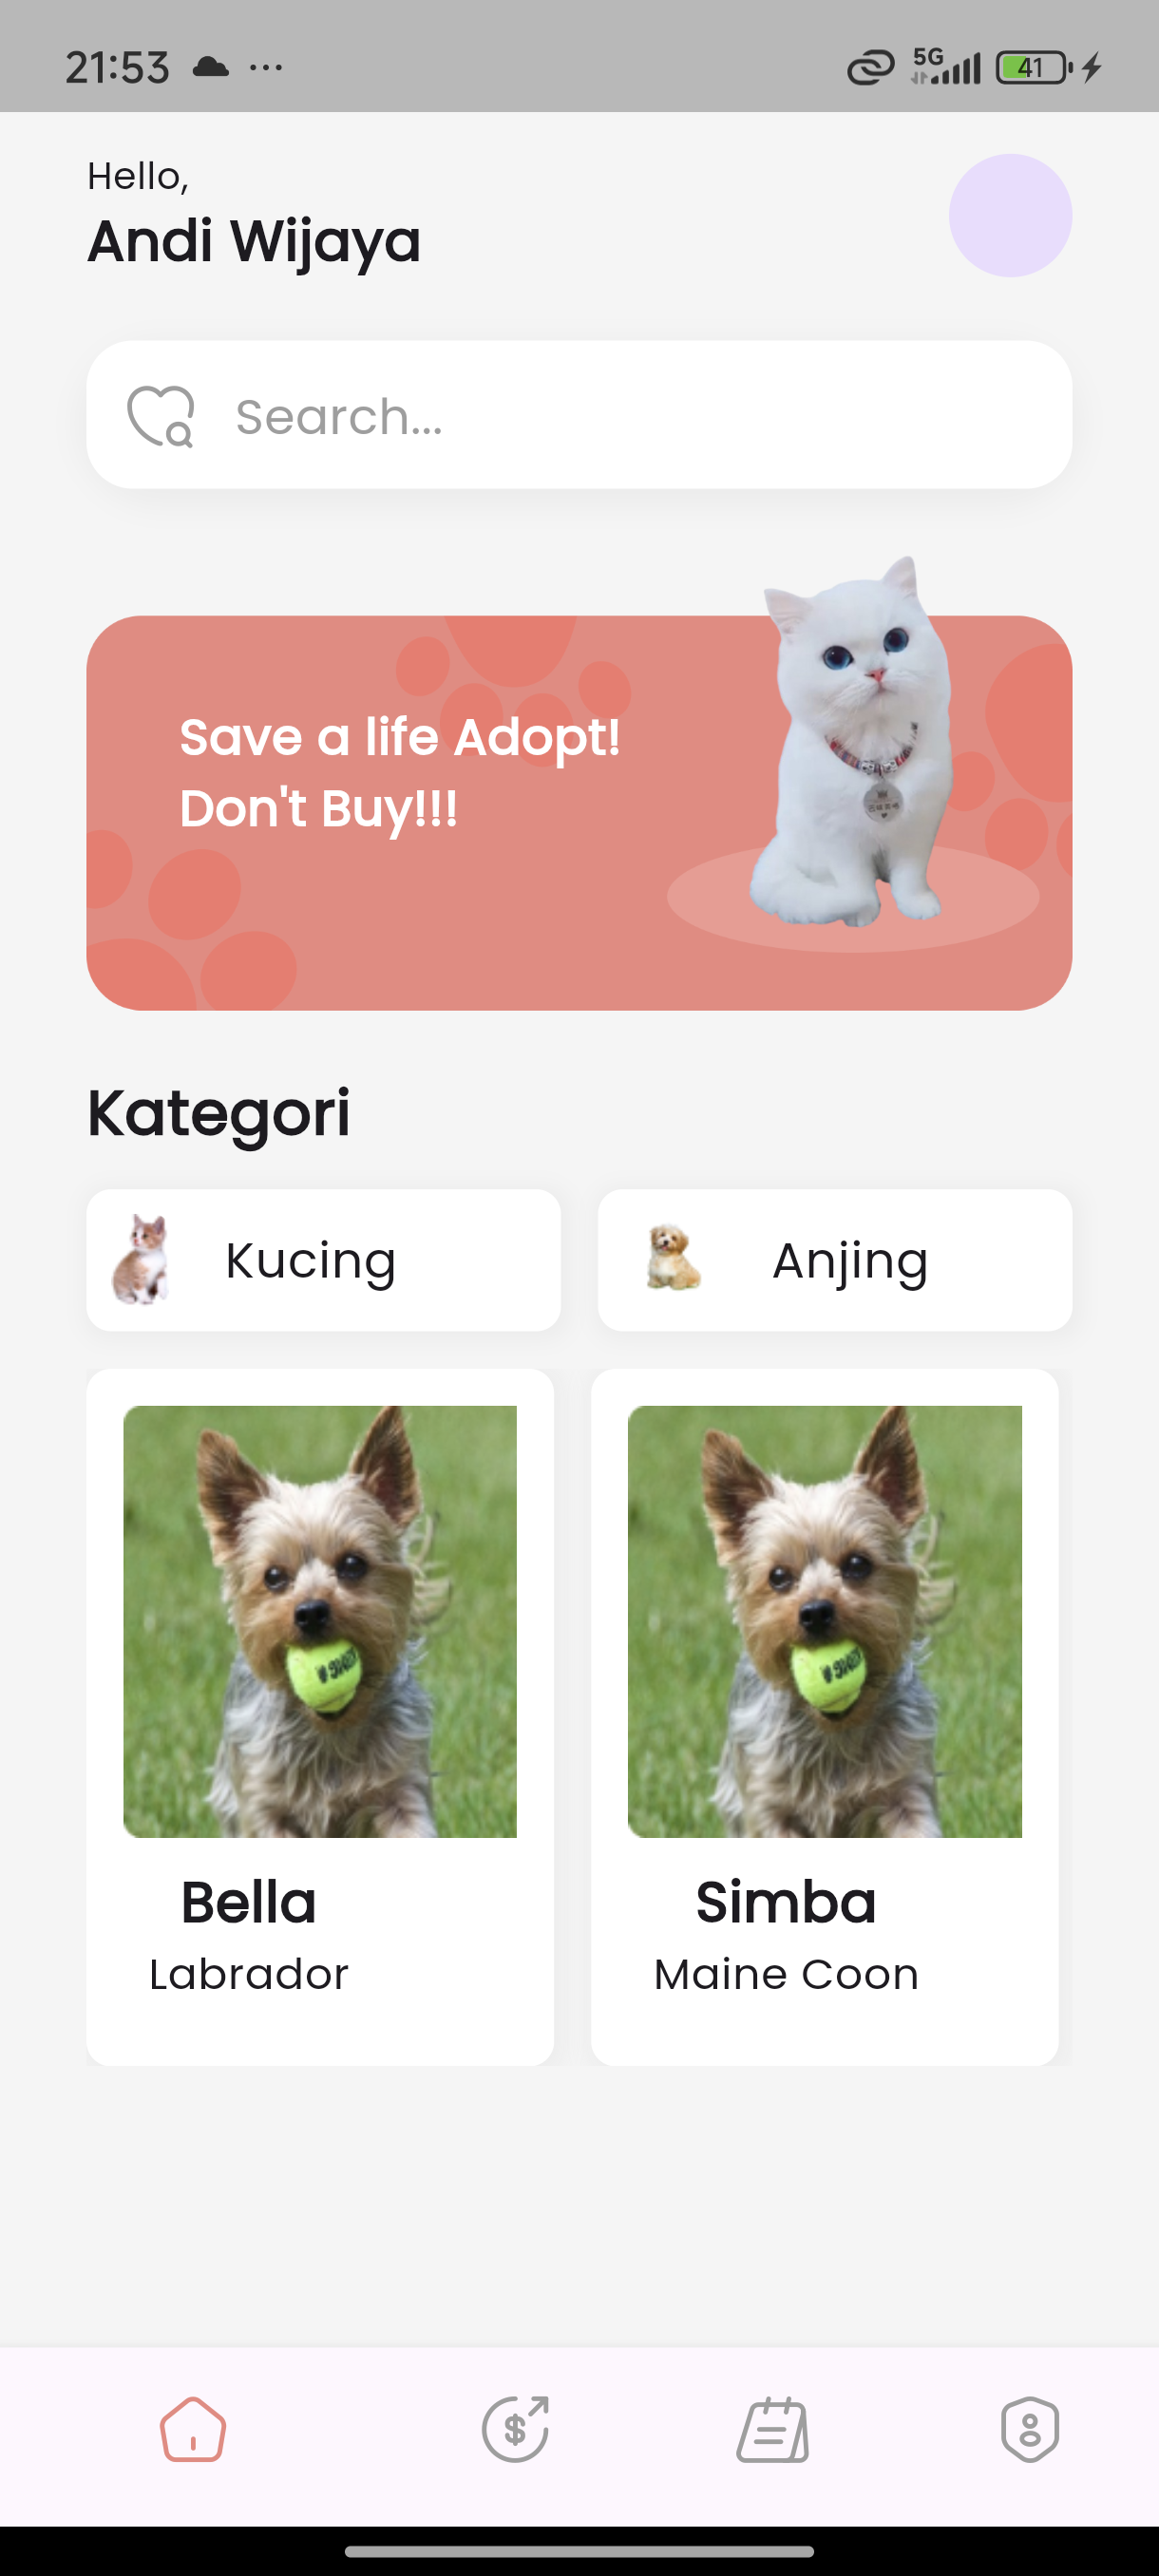 21:53
5G
41
Hello,
Andi Wijaya
Search...
Save a life Adopt!
Don't Buy!!!
Kategori
Kucing
Anjing
Bella
Labrador
Simba
Maine Coon